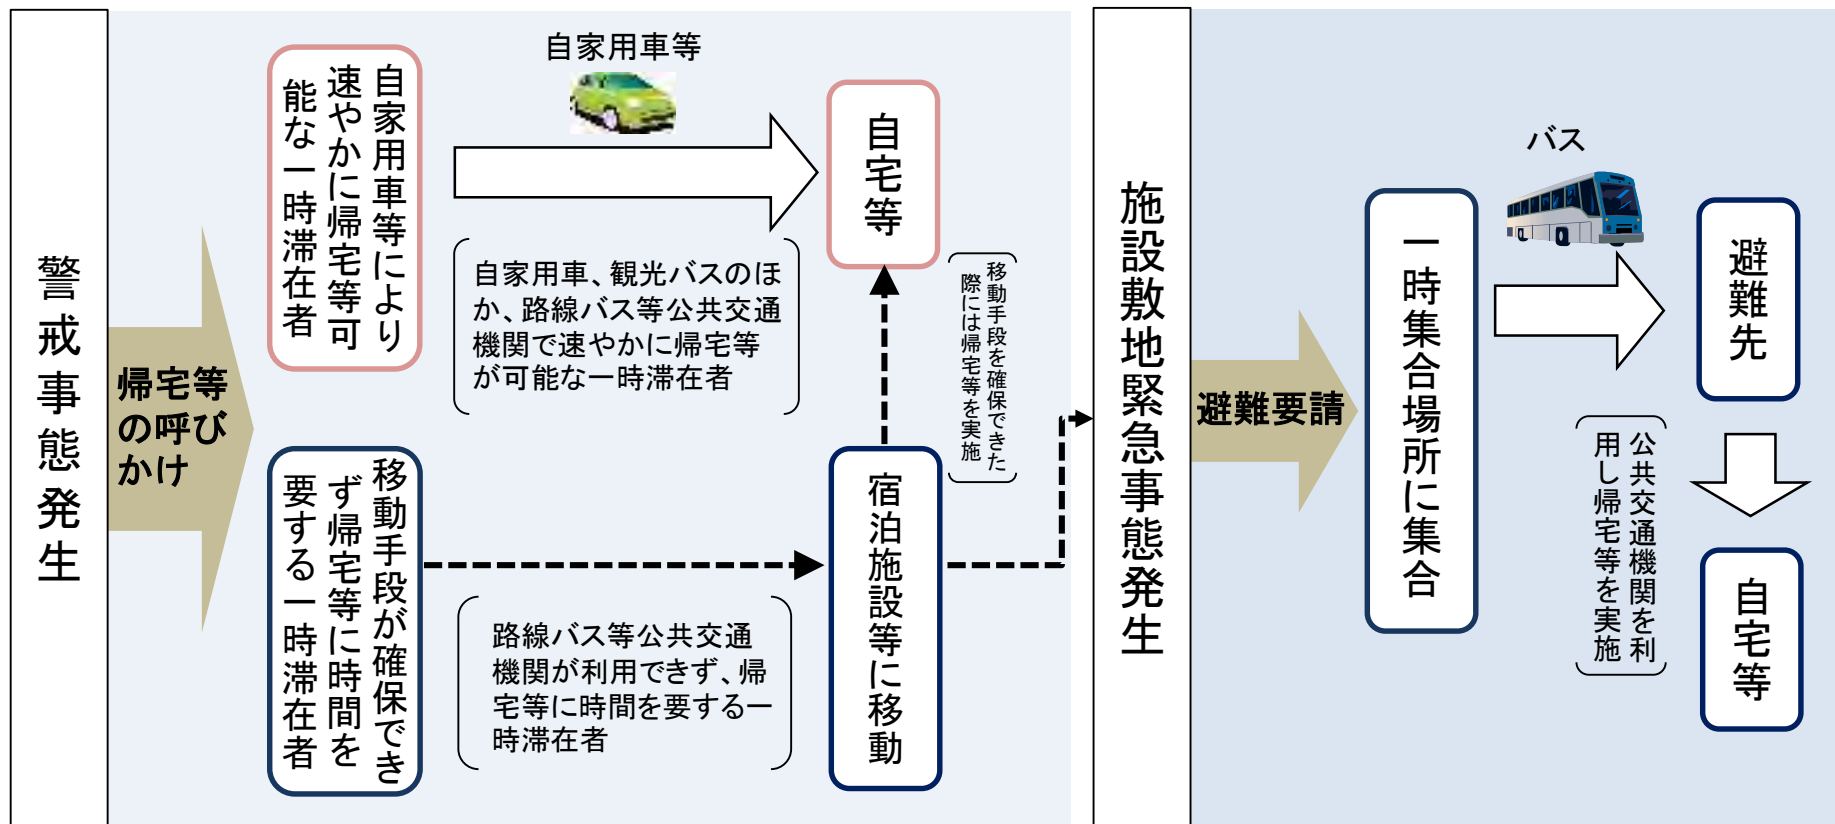 警戒事態発生
帰宅等
の呼び
かけ
自家用車等により
速やかに帰宅等可
能な一時滞在者
自家用車等
自宅等
自家用車、観光バスのほ
か、路線バス等公共交通
機関で速やかに帰宅等
が可能な一時滞在者
移動手段を確保できた
際には帰宅等を実施
移動手段が確保でき
ず帰宅等に時間を
要する一時滞在者
路線バス等公共交通
機関が利用できず、帰
宅等に時間を要する一
時滞在者
宿泊施設等に移動
施設敷地緊急事態発生
避難要請
一時集合場所に集合
バス
避難先
公共交通機関を利
用し帰宅等を実施
自宅等